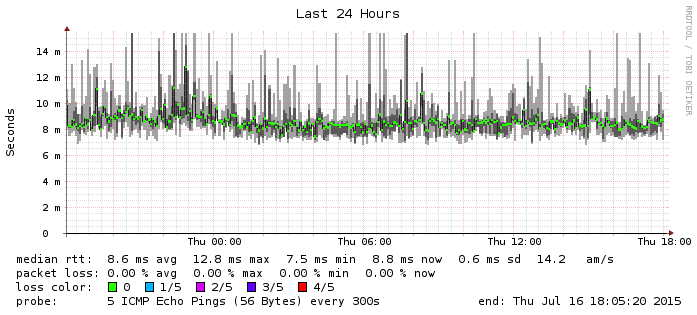 Last 24 Hours
RRDTOOL / TOBI OETIKER
Seconds
14 m
12 m
10 m
8 m
6 m
4 m
2 m
0
Thu 00:00 Thu 06:00 Thu 12:00 Thu 18:00
median rtt: 8.6 ms avg 12.8 ms max 7.5 ms min 8.8 ms now 0.6 ms sd 14.2 am/s
packet loss: 0.00 % avg 0.00 % max 0.00 % min 0.00 % now
loss color: 0 1/5 2/5 3/5 4/5
probe: 5 ICMP Echo Pings (56 Bytes) every 300s end: Thu Jul 16 18:05:20 2015